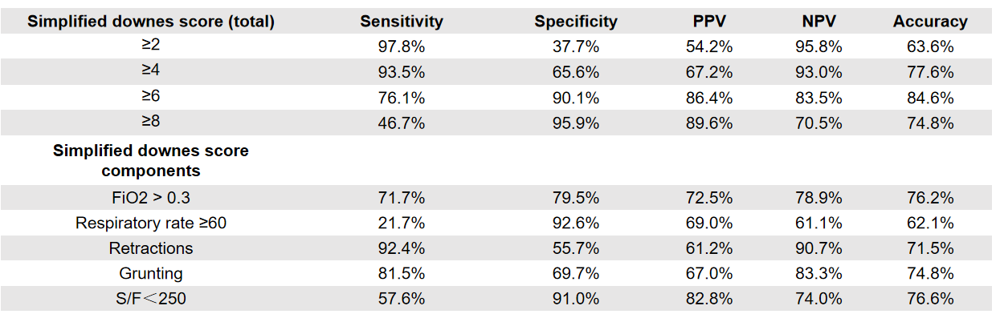 Simplified downes score (total) Sensitivity Specificity PPV NPV Accuracy
≥2 97.8% 37.7% 54.2% 95.8% 63.6%
≥4 93.5% 65.6% 67.2% 93.0% 77.6%
≥6 76.1% 90.1% 86.4% 83.5% 84.6%
≥8 46.7% 95.9% 89.6% 70.5% 74.8%
Simplified downes score
components
FiO2 > 0.3 71.7% 79.5% 72.5% 78.9% 76.2%
Respiratory rate ≥60 21.7% 92.6% 69.0% 61.1% 62.1%
Retractions 92.4% 55.7% 61.2% 90.7% 71.5%
Grunting 81.5% 69.7% 67.0% 83.3% 74.8%
S/F＜250 57.6% 91.0% 82.8% 74.0% 76.6%